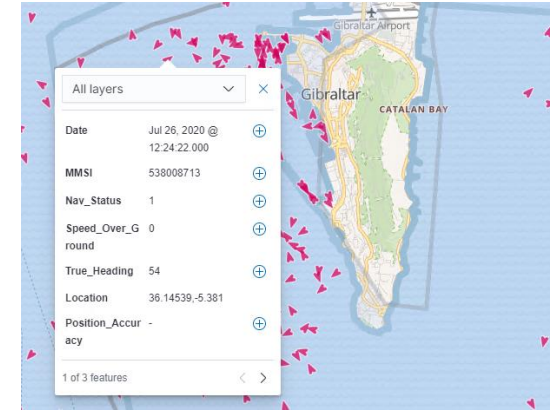 Gibraltar Airport
All layers
Gibraltar
CATALAN BAY
Date Jul 26, 2020 @
12:24:22.000
MMSI 538008713
Nav_Status 1
Speed_Over_G 0
round
True_Heading 54
Location 36.14539,-5.381
Position_Accur -
acy
1 of 3 features